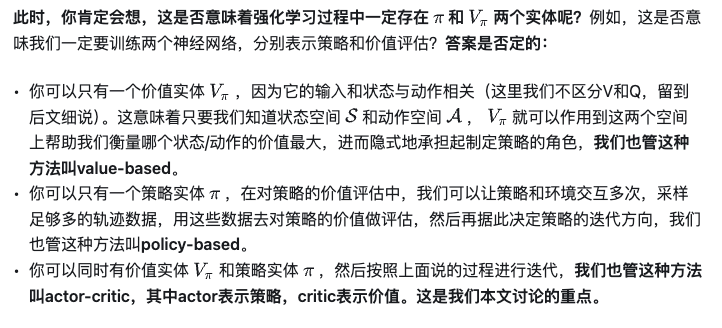 此时，你肯定会想，这是否意味着强化学习过程中一定存在 π 和 Vπ 两个实体呢？例如，这是否意
味我们一定要训练两个神经网络，分别表示策略和价值评估？答案是否定的：
• 你可以只有一个价值实体 Vπ ，因为它的输入和状态与动作相关（这里我们不区分V和Q，留到
后文细说）。这意味着只要我们知道状态空间 𝒮 和动作空间 𝒜 ， Vπ 就可以作用到这两个空间
上帮助我们衡量哪个状态/动作的价值最大，进而隐式地承担起制定策略的角色，我们也管这种
方法叫value-based。
• 你可以只有一个策略实体 π ，在对策略的价值评估中，我们可以让策略和环境交互多次，采样
足够多的轨迹数据，用这些数据去对策略的价值做评估，然后再据此决定策略的迭代方向，我们
也管这种方法叫policy-based。
• 你可以同时有价值实体 Vπ 和策略实体 π ，然后按照上面说的过程进行迭代，我们也管这种方法
叫actor-critic，其中actor表示策略，critic表示价值。这是我们本文讨论的重点。